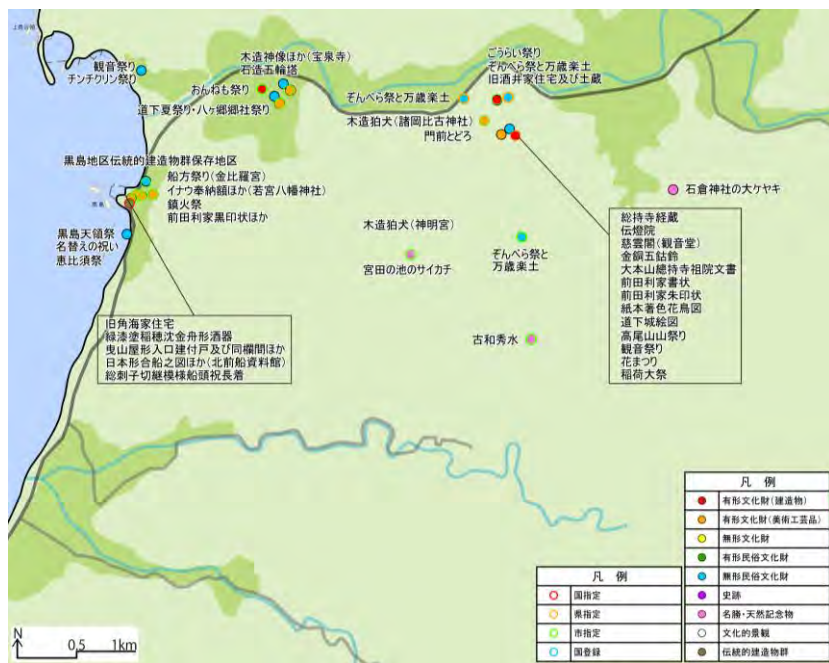 観音祭り
チンチクリン祭り
木造神像ほか(宝泉寺)
石造五輪塔
おんねも祭り
道下夏祭り・八ヶ郷郷社祭り
ごうらい祭り
ぞんべら祭と万歳楽土
旧酒井家住宅及び土蔵
ぞんべら祭と万歳楽土
木造狛犬(諸岡比古神社)
門前とどろ
黒島地区伝統的建造物群保存地区
船方祭り(金比羅宮)
イナウ奉納額ほか(若宮八幡神社)
鎮火祭
前田利家黒印状ほか
黒島天領祭
名替えの祝い
恵比須祭
石倉神社の大ケヤキ
木造狛犬(神明宮)
宮田の池のサイカチ
ぞんべら祭と
万歳楽土
古和秀水
旧角海家住宅
緑漆塗稲穂沈金舟形酒器
曳山屋形入口建付戸及び同欄間ほか
日本形合船之図ほか(北前船資料館)
総刺子切継模様船頭祝長着
総持寺経蔵
伝燈院
慈雲閣(観音堂)
金銅五鈷鈴
大本山總持寺祖院文書
前田利家書状
前田利家朱印状
紙本著色花鳥図
道下城絵図
高尾山山祭り
観音祭り
花まつり
稲荷大祭
凡 例
国指定
県指定
市指定
国登録
凡 例
有形文化財(建造物)
有形文化財(美術工芸品)
無形文化財
有形民俗文化財
無形民俗文化財
史跡
名勝・天然記念物
文化的景観
伝統的建造物群
N
0.5 1km